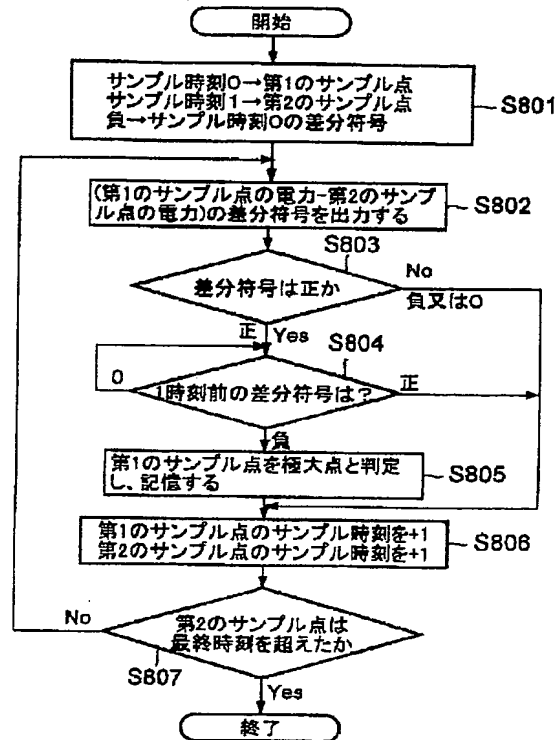 開始
サンプル時刻0→第1のサンプル点
サンプル時刻1→第2のサンプル点
負→サンプル時刻0の差分符号
S801
(第1のサンプル点の電力-第2のサンプ
ル点の電力)の差分符号を出力する
S802
S803
差分符号は正か
No
負又は0
正
Yes
S804
0
1時刻前の差分符号は?
正
負
第1のサンプル点を極大点と判定
し、記憶する
S805
第1のサンプル点のサンプル時刻を+1
第2のサンプル点のサンプル時刻を+1
S806
No
第2のサンプル点は
最終時刻を超えたか
S807
Yes
終了